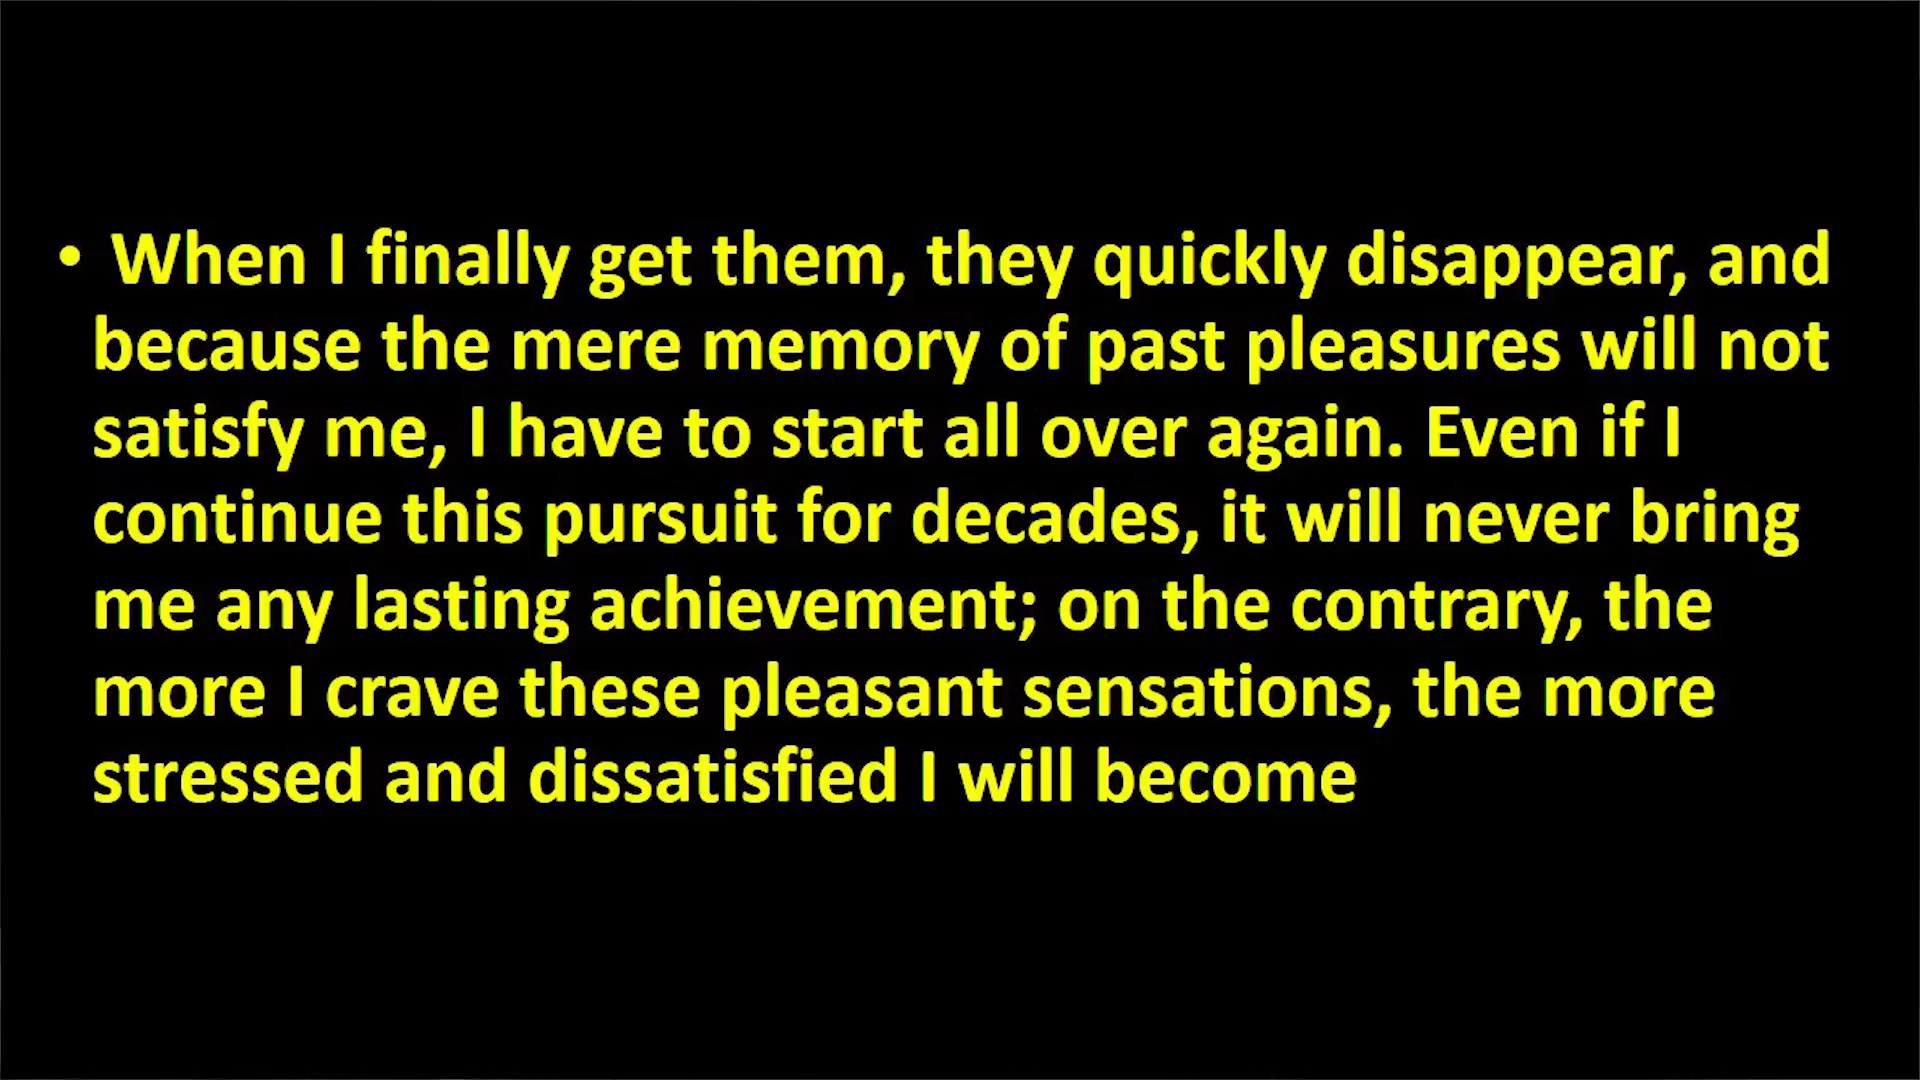 • When I finally get them, they quickly disappear, and
because the mere memory of past pleasures will not
satisfy me, I have to start all over again. Even if I
continue this pursuit for decades, it will never bring
me any lasting achievement; on the contrary, the
more I crave these pleasant sensations, the more
stressed and dissatisfied I will become